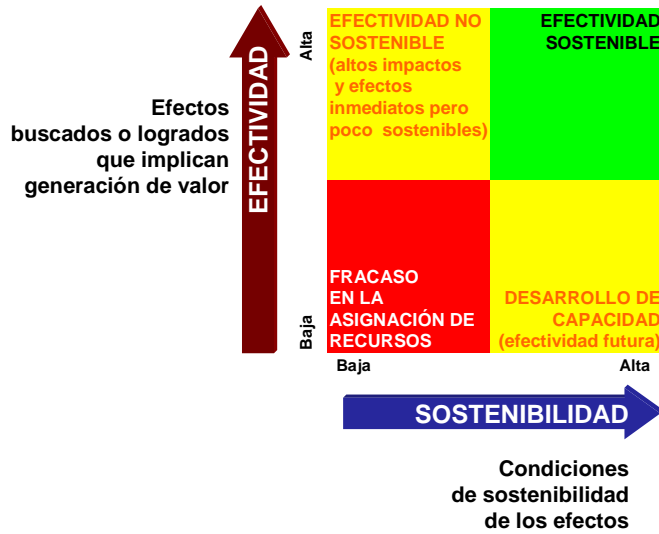 EFECTIVIDAD NO
SOSTENIBLE
(altos impactos
y efectos
inmediatos pero
poco sostenibles)
EFECTIVIDAD
SOSTENIBLE
Alta
EFECTIVIDAD
Efectos
buscados o logrados
que implican
generación de valor
FRACASO
EN LA
ASIGNACIÓN DE
RECURSOS
DESARROLLO DE
CAPACIDAD
(efectividad futura)
Baja
Baja
Alta
SOSTENIBILIDAD
Condiciones
de sostenibilidad
de los efectos